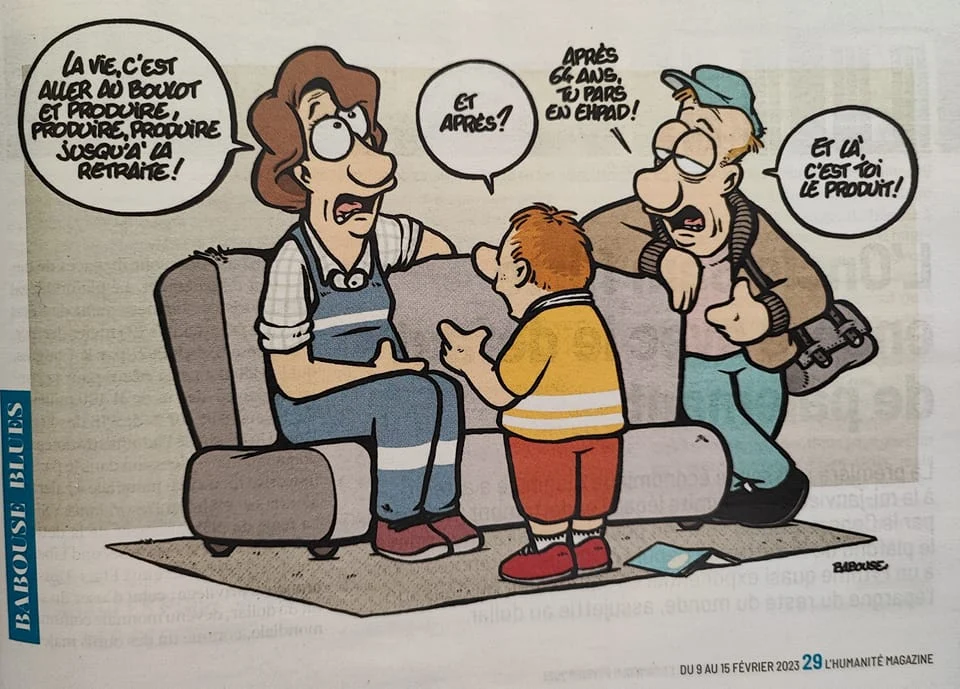 LA VIE, C'EST
ALLER AU BOULOT
ET PRODUIRE,
PRODUIRE, PRODUIRE
JUSQU'À LA
RETRAITE !
ET
APRÈS ?
APRÈS
64 ANS,
TU PARS
EN EHPAD !
ET LÀ,
C'EST TOI
LE PRODUIT !
BABOUSE.
BABOUSE BLUES
DU 9 AU 15 FÉVRIER 2023 29 L'HUMANITÉ MAGAZINE